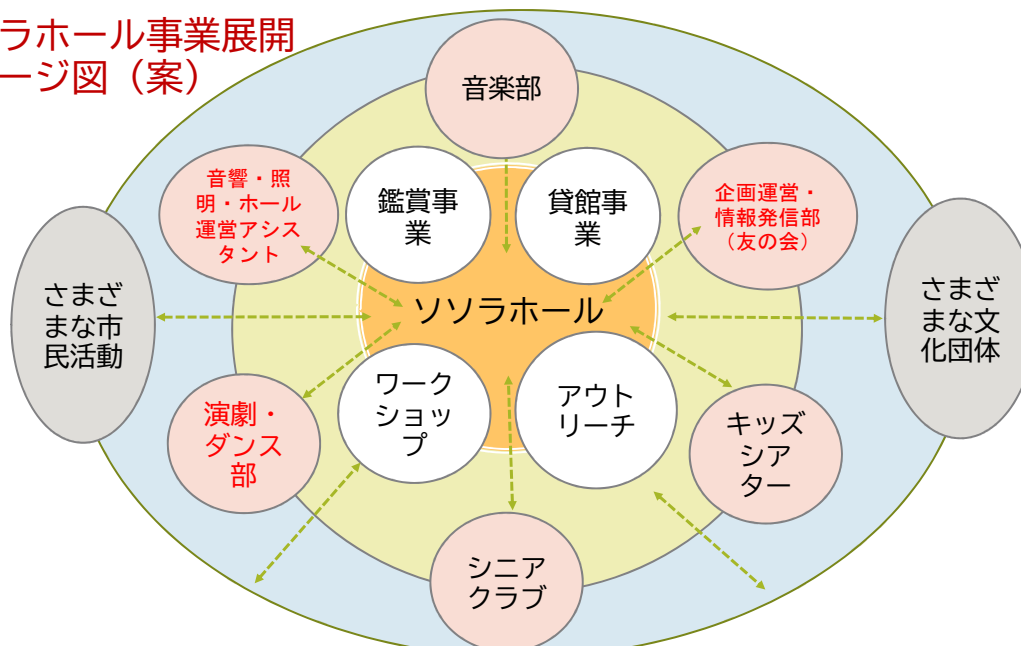 ラホール事業展開
ージ図（案）
音楽部
音響・照
明・ホール
運営アシス
タント
鑑賞事
業
貸館事
業
企画運営・
情報発信部
（友の会）
さまざ
まな市
民活動
ソソラホール
さまざ
まな文
化団体
演劇・
ダンス
部
ワーク
ショッ
プ
アウト
リーチ
キッズ
シア
ター
シニア
クラブ